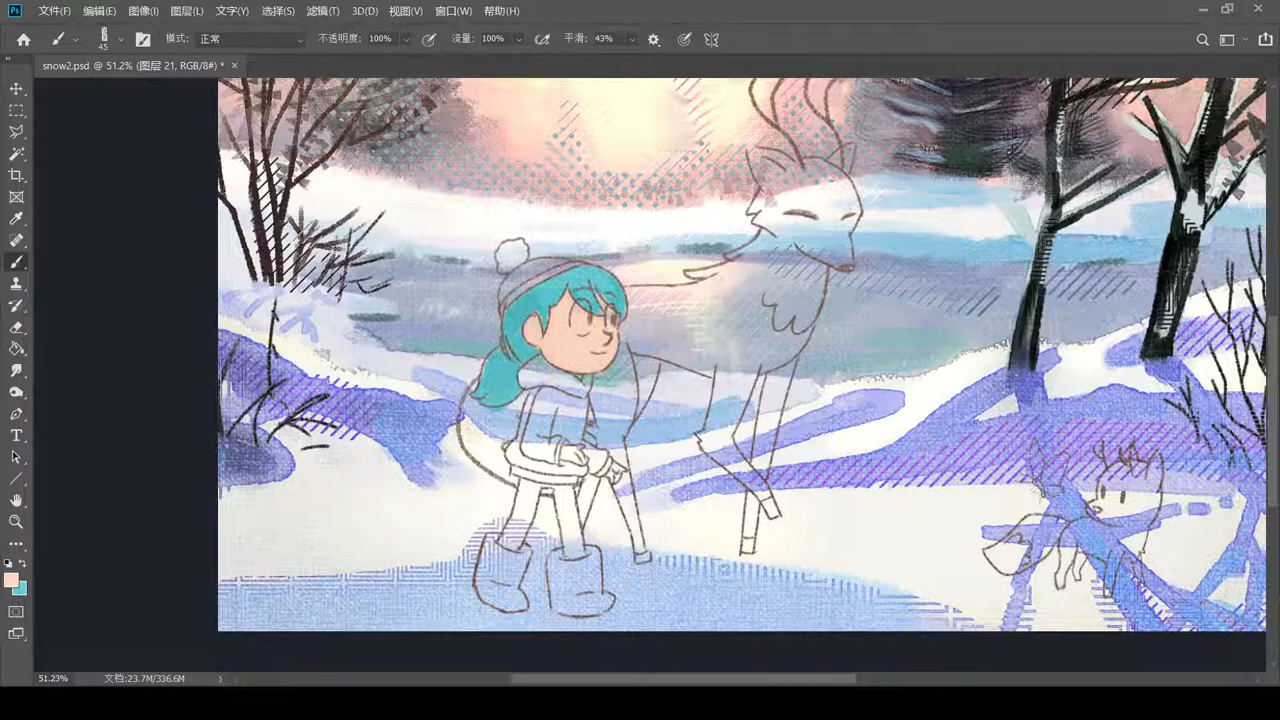 Ps 文件(F) 编辑(E) 图像(I) 图层(L) 文字(Y) 选择(S) 滤镜(T) 3D(D) 视图(V) 窗口(W) 帮助(H)
45 模式: 正常 不透明度: 100% 流量: 100% 平滑: 43%
snow2.psd @ 51.2% (图层 21, RGB/8#) *
51.23% 文档:23.7M/336.6M